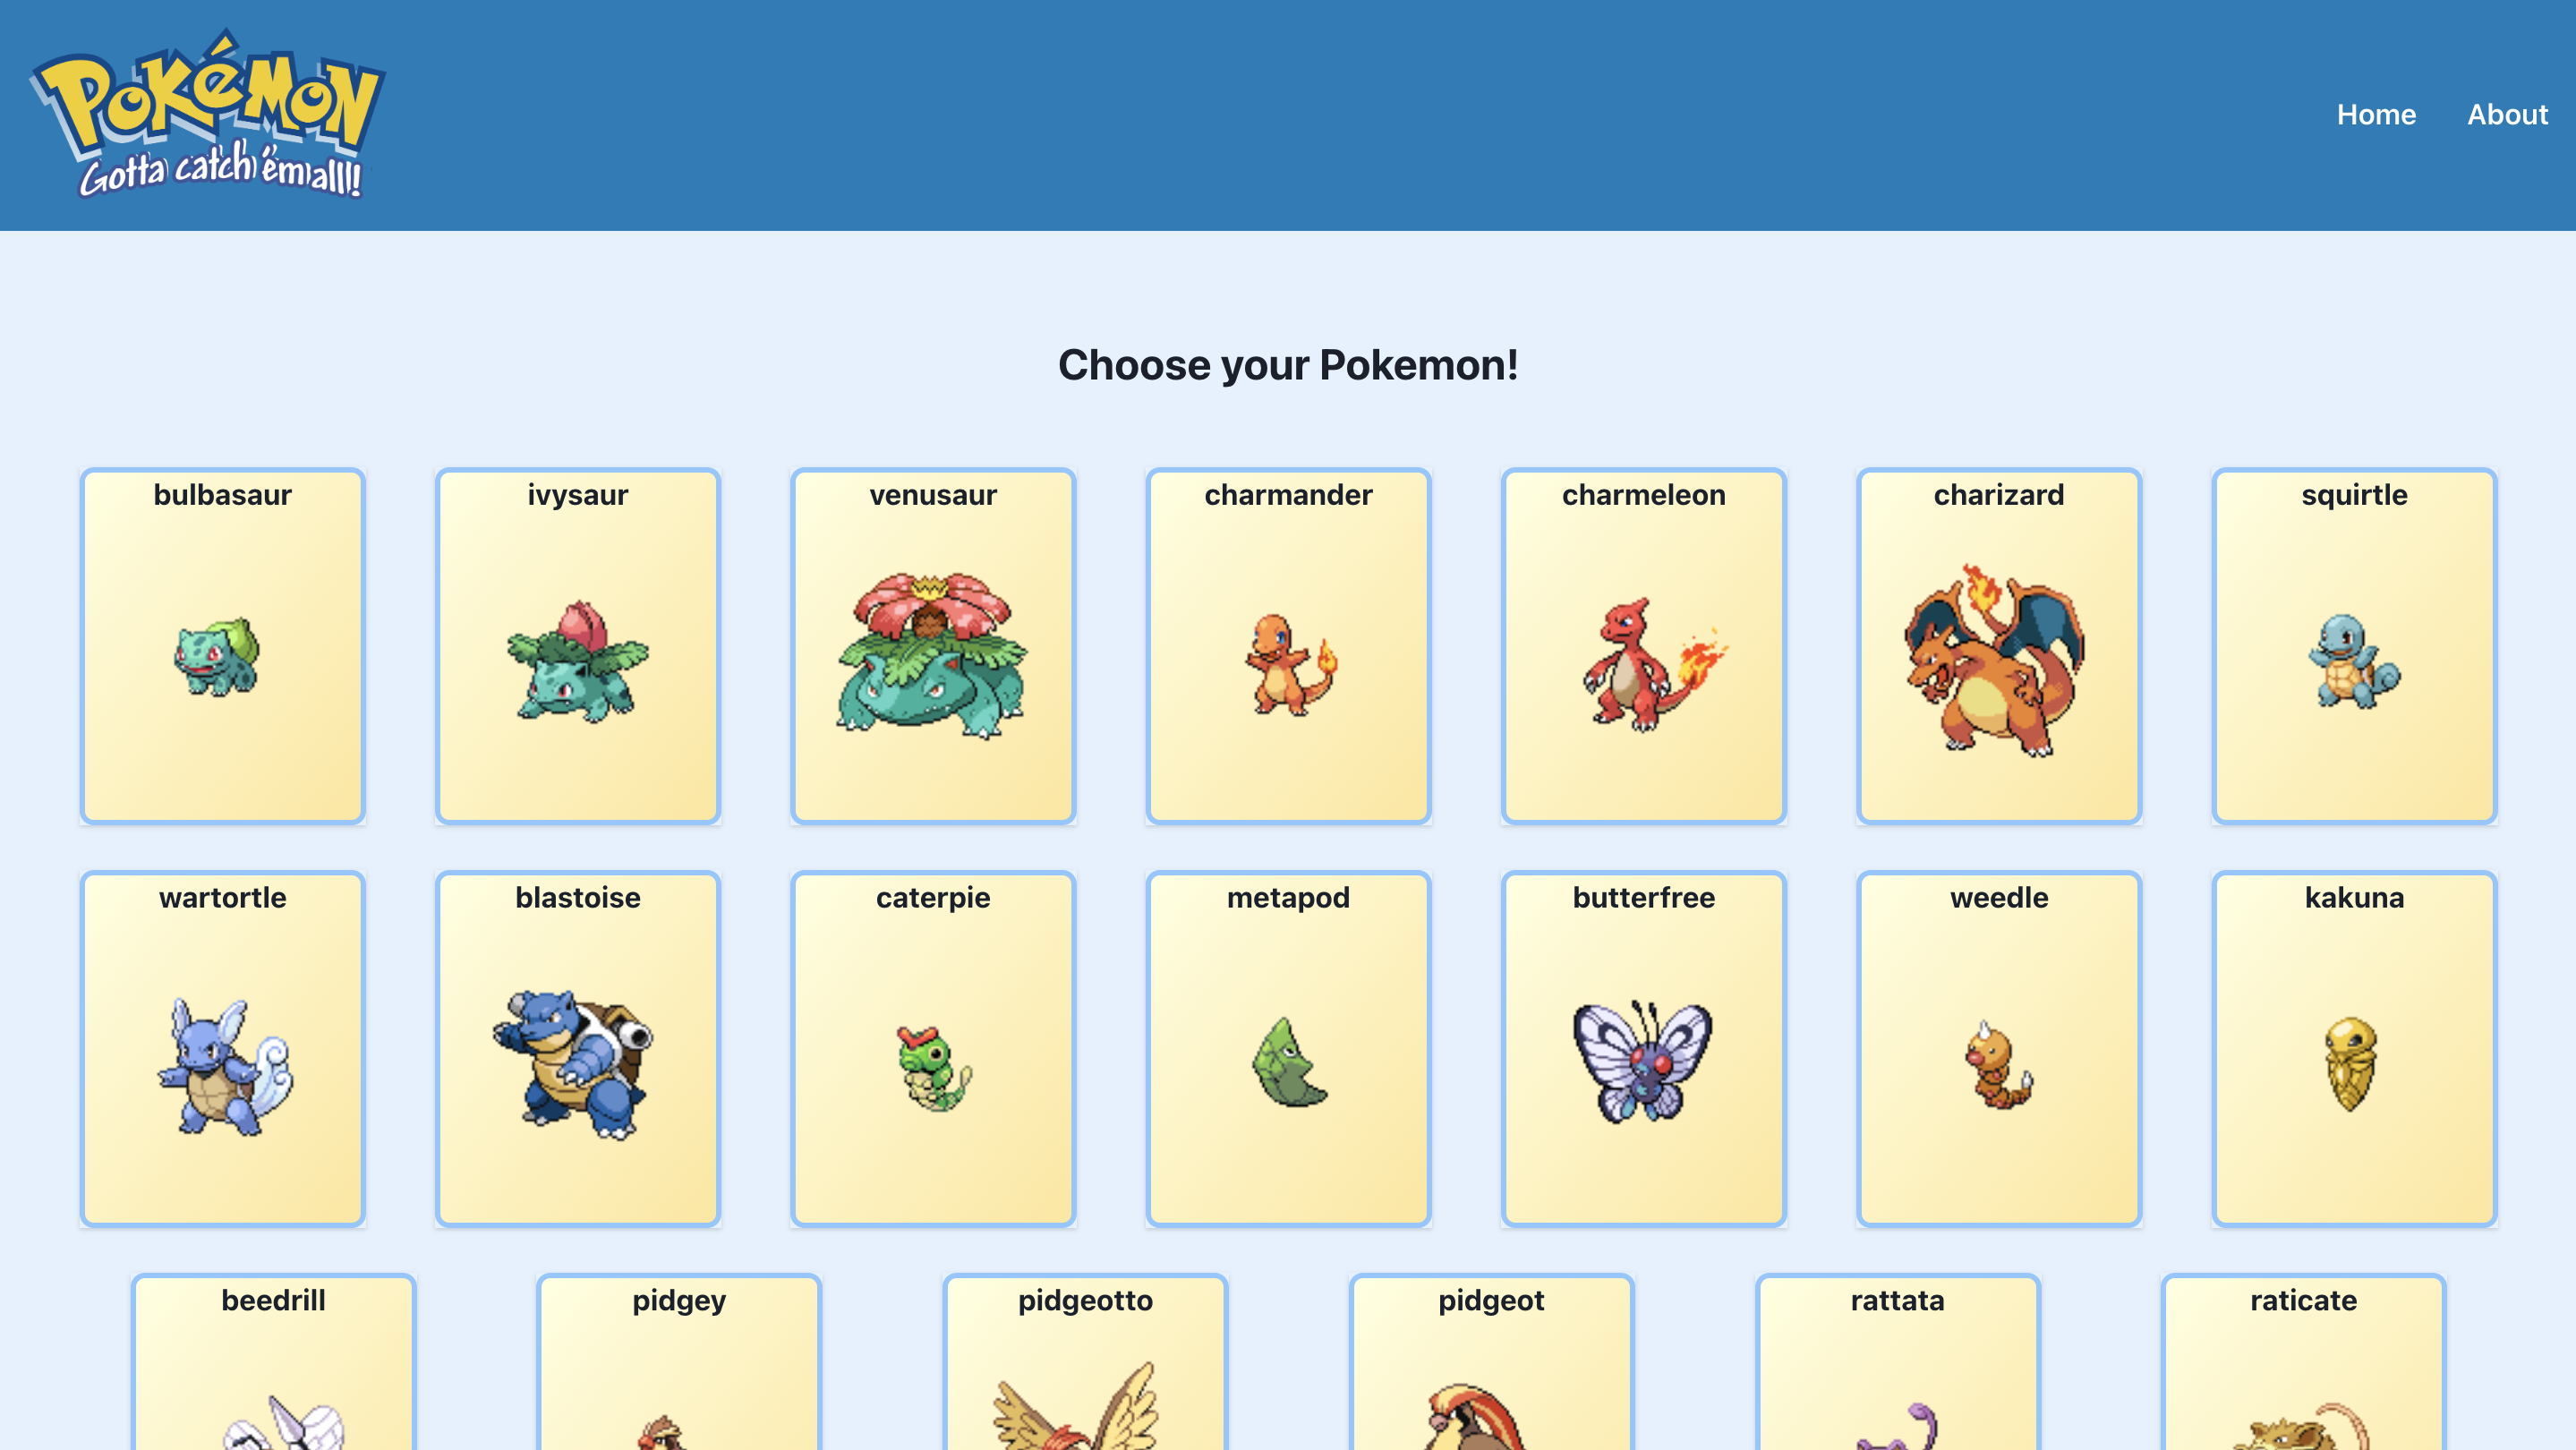 Pokémon
Gotta catch 'em alll!
Home About
Choose your Pokemon!
bulbasaur ivysaur venusaur charmander charmeleon charizard squirtle
wartortle blastoise caterpie metapod butterfree weedle kakuna
beedrill pidgey pidgeotto pidgeot rattata raticate